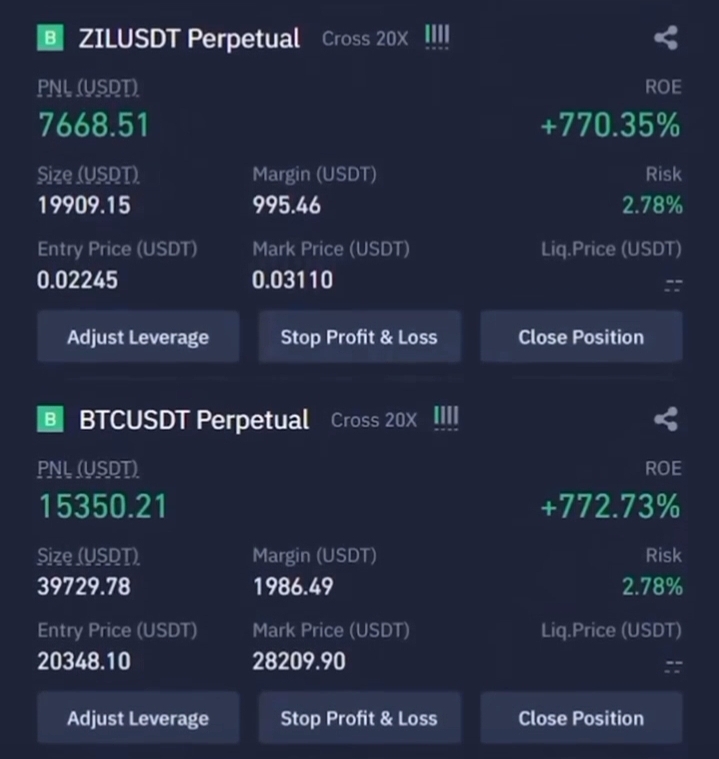 B ZILUSDT Perpetual Cross 20X
PNL (USDT) ROE
7668.51 +770.35%
Size (USDT) Margin (USDT) Risk
19909.15 995.46 2.78%
Entry Price (USDT) Mark Price (USDT) Liq.Price (USDT)
0.02245 0.03110 --
Adjust Leverage Stop Profit & Loss Close Position
B BTCUSDT Perpetual Cross 20X
PNL (USDT) ROE
15350.21 +772.73%
Size (USDT) Margin (USDT) Risk
39729.78 1986.49 2.78%
Entry Price (USDT) Mark Price (USDT) Liq.Price (USDT)
20348.10 28209.90 --
Adjust Leverage Stop Profit & Loss Close Position